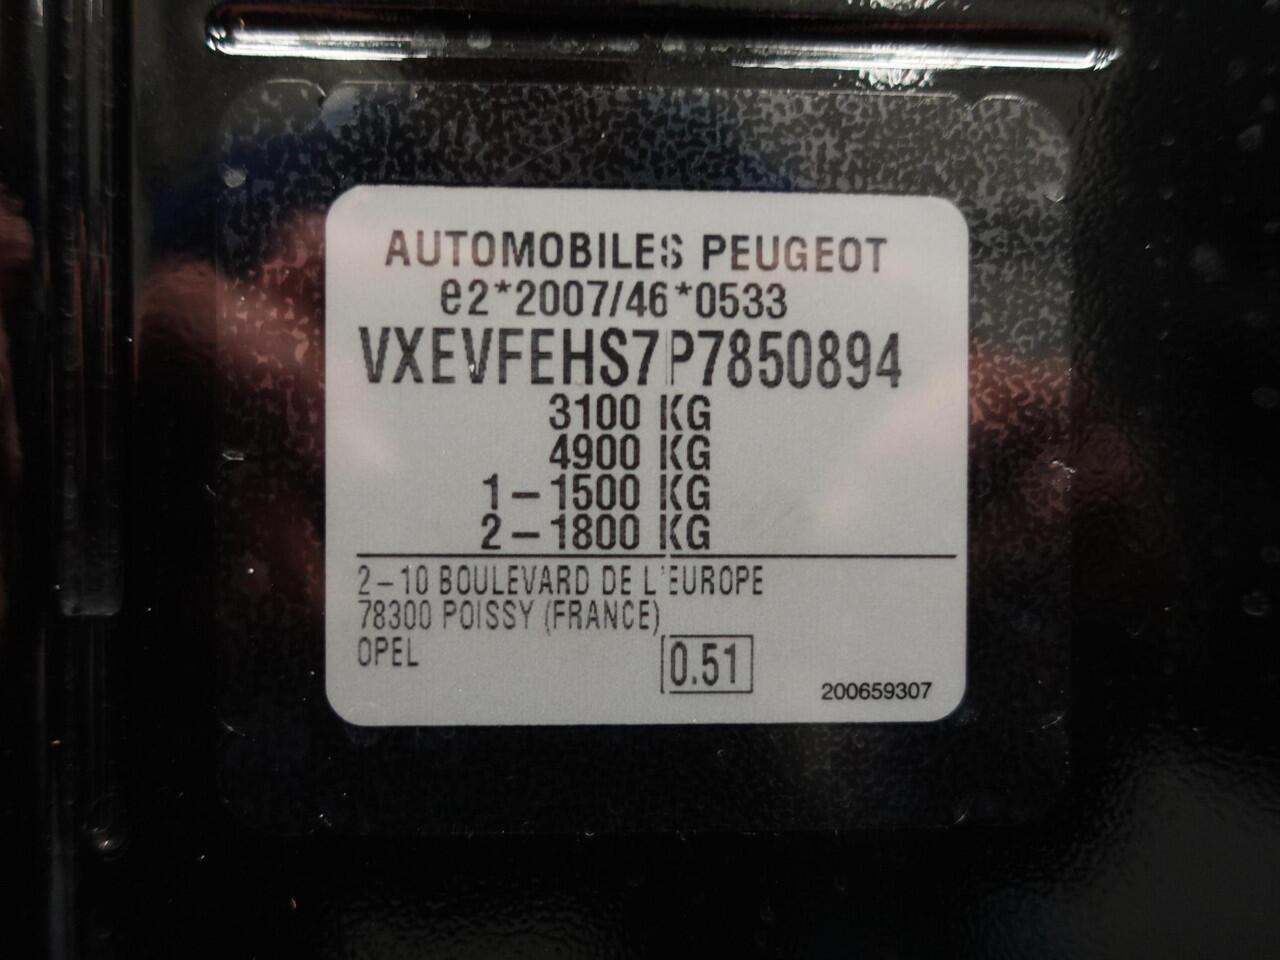 AUTOMOBILES PEUGEOT
e2*2007/46*0533
VXEVFEHS7P7850894
3100 KG
4900 KG
1-1500 KG
2-1800 KG
2-10 BOULEVARD DE L'EUROPE
78300 POISSY (FRANCE)
OPEL
0.51
200659307